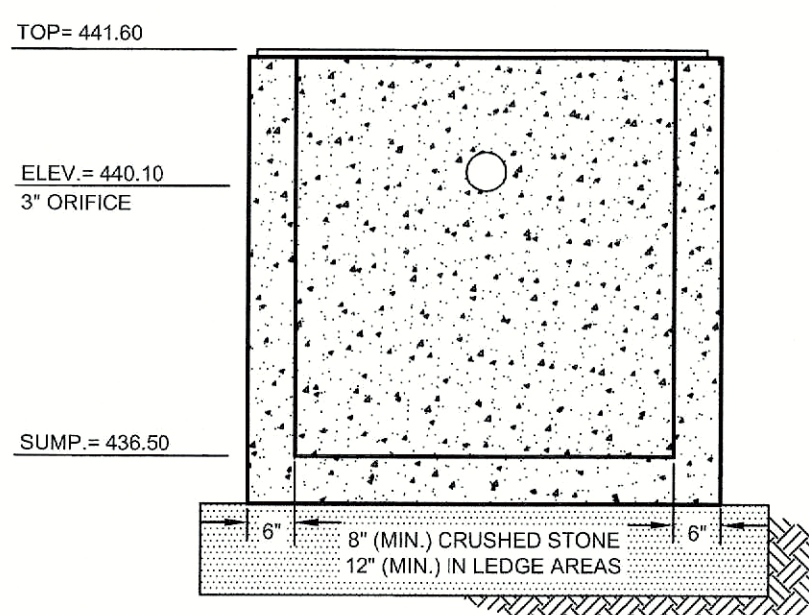 TOP= 441.60
ELEV.= 440.10
3" ORIFICE
SUMP.= 436.50
6"
8" (MIN.) CRUSHED STONE
12" (MIN.) IN LEDGE AREAS
6"